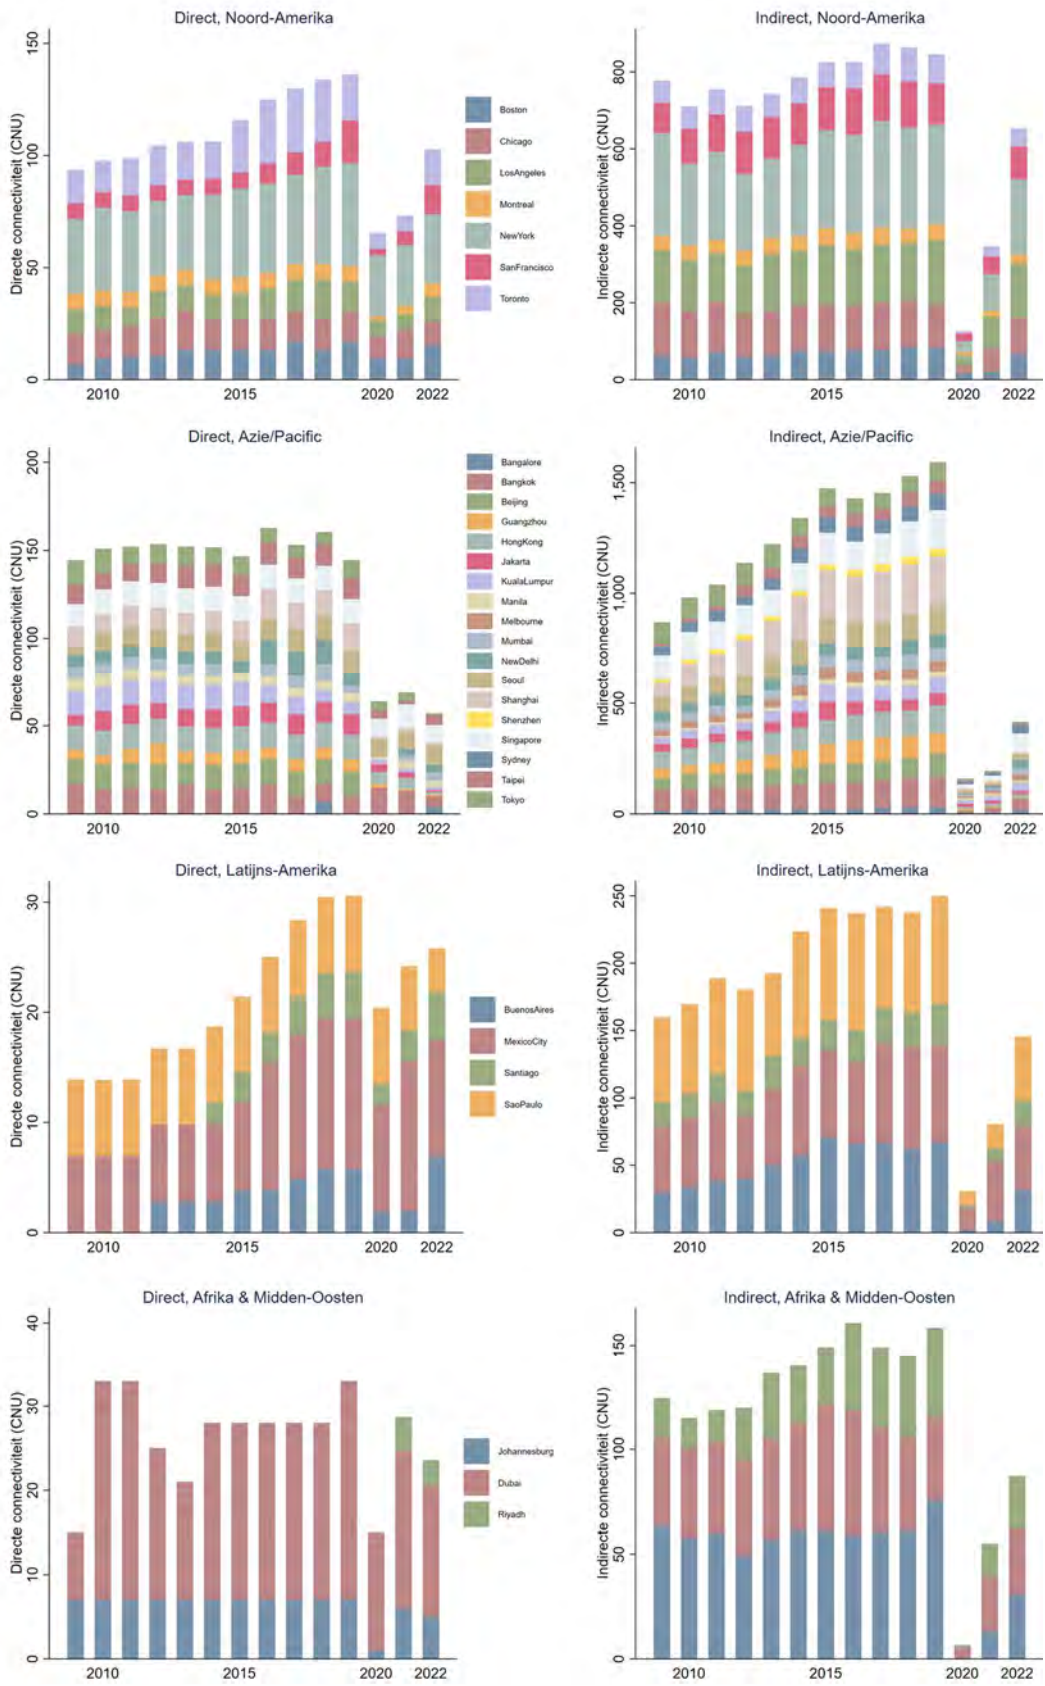 Direct, Noord-Amerika
Directe connectiviteit (CNU)
0
50
100
150
2010
2015
2020
2022
Boston
Chicago
LosAngeles
Montreal
NewYork
SanFrancisco
Toronto
Indirect, Noord-Amerika
Indirecte connectiviteit (CNU)
0
200
400
600
800
2010
2015
2020
2022
Direct, Azie/Pacific
Directe connectiviteit (CNU)
0
50
100
150
200
2010
2015
2020
2022
Bangalore
Bangkok
Beijing
Guangzhou
HongKong
Jakarta
KualaLumpur
Manila
Melbourne
Mumbai
NewDelhi
Seoul
Shanghai
Shenzhen
Singapore
Sydney
Taipei
Tokyo
Indirect, Azie/Pacific
Indirecte connectiviteit (CNU)
0
500
1,000
1,500
2010
2015
2020
2022
Direct, Latijns-Amerika
Directe connectiviteit (CNU)
0
10
20
30
2010
2015
2020
2022
BuenosAires
MexicoCity
Santiago
SaoPaulo
Indirect, Latijns-Amerika
Indirecte connectiviteit (CNU)
0
50
100
150
200
250
2010
2015
2020
2022
Direct, Afrika & Midden-Oosten
Directe connectiviteit (CNU)
0
10
20
30
40
2010
2015
2020
2022
Johannesburg
Dubai
Riyadh
Indirect, Afrika & Midden-Oosten
Indirecte connectiviteit (CNU)
0
50
100
150
2010
2015
2020
2022